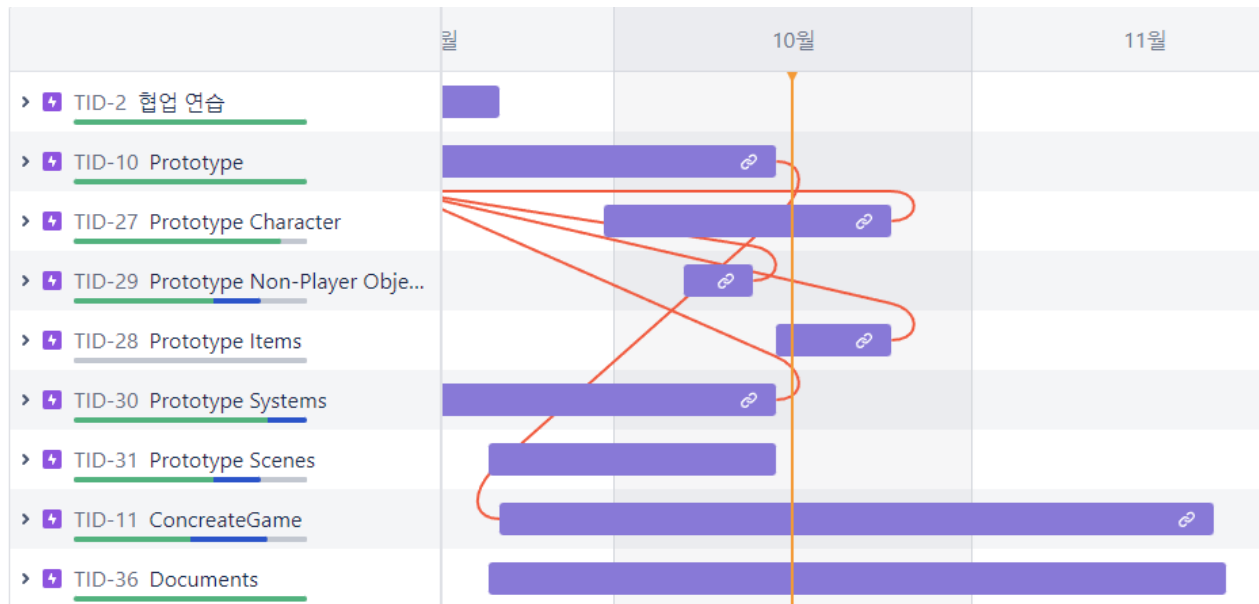 월
10월
11월
TID-2 협업 연습
TID-10 Prototype
TID-27 Prototype Character
TID-29 Prototype Non-Player Obje...
TID-28 Prototype Items
TID-30 Prototype Systems
TID-31 Prototype Scenes
TID-11 ConcreateGame
TID-36 Documents